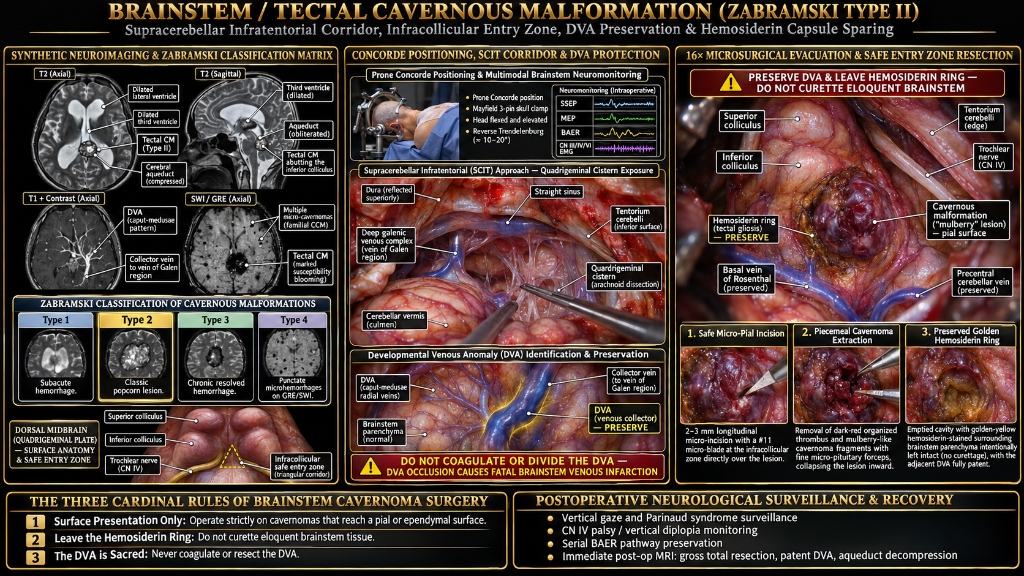 BRAINSTEM / TECTAL CAVERNOUS MALFORMATION (ZABRAMSKI TYPE II)
Supracerebellar Infratentorial Corridor, Infracollicular Entry Zone, DVA Preservation & Hemosiderin Capsule Sparing
SYNTHETIC NEUROIMAGING & ZABRAMSKI CLASSIFICATION MATRIX
T2 (Axial)
Dilated
lateral ventricle
Dilated
third ventricle
Tectal CM
(Type II)
Cerebral
aqueduct
(compressed)
T2 (Sagittal)
Third ventricle
(dilated)
Aqueduct
(obliterated)
Tectal CM
abutting the
inferior colliculus
T1 + Contrast (Axial)
DVA
(caput-medusae
pattern)
Collector vein
to vein of Galen
region
SWI / GRE (Axial)
Multiple
micro-cavernomas
(familial CCM)
Tectal CM
(marked
susceptibility
blooming)
ZABRAMSKI CLASSIFICATION OF CAVERNOUS MALFORMATIONS
Type 1
Subacute
hemorrhage.
Type 2
Classic
popcorn lesion.
Type 3
Chronic resolved
hemorrhage.
Type 4
Punctate
microhemorrhages
on GRE/SWI.
DORSAL MIDBRAIN
(QUADRIGEMINAL PLATE)
— SURFACE ANATOMY
& SAFE ENTRY ZONE
Superior colliculus
Inferior colliculus
Trochlear nerve
(CN IV)
Infracollicular
safe entry zone
(triangular corridor)
CONCORDE POSITIONING, SCIT CORRIDOR & DVA PROTECTION
Prone Concorde Positioning & Multimodal Brainstem Neuromonitoring
• Prone Concorde position
• Mayfield 3-pin skull clamp
• Head flexed and elevated
• Reverse Trendelenburg
(≈ 10–20°)
Neuromonitoring (Intraoperative)
SSEP
MEP
BAER
CN III/IV/VI
EMG
Supracerebellar Infratentorial (SCIT) Approach — Quadrigeminal Cistern Exposure
Dura (reflected
superiorly)
Straight sinus
Deep galenic
venous complex
(vein of Galen
region)
Tentorium
cerebelli
(inferior surface)
Quadrigeminal
cistern
(arachnoid dissection)
Cerebellar vermis
(culmen)
Developmental Venous Anomaly (DVA) Identification & Preservation
DVA
(caput-medusae
radial veins)
Brainstem
parenchyma
(normal)
Collector vein
(to vein of Galen
region)
DVA
(venous collector)
— PRESERVE
DO NOT COAGULATE OR DIVIDE THE DVA —
DVA OCCLUSION CAUSES FATAL BRAINSTEM VENOUS INFARCTION
16× MICROSURGICAL EVACUATION & SAFE ENTRY ZONE RESECTION
PRESERVE DVA & LEAVE HEMOSIDERIN RING —
DO NOT CURETTE ELOQUENT BRAINSTEM
Superior
colliculus
Inferior
colliculus
Tentorium
cerebelli
(edge)
Trochlear
nerve
(CN IV)
Hemosiderin ring
(tectal gliosis)
— PRESERVE
Cavernous
malformation
("mulberry" lesion)
— pial surface
Basal vein
of Rosenthal
(preserved)
Precentral
cerebellar vein
(preserved)
1. Safe Micro-Pial Incision
2–3 mm longitudinal
micro-incision with a #11
micro-blade at the infracollicular
zone directly over the lesion.
2. Piecemeal Cavernoma
Extraction
Removal of dark-red organized
thrombus and mulberry-like
cavernoma fragments with
fine micro-pituitary forceps,
collapsing the lesion inward.
3. Preserved Golden
Hemosiderin Ring
Emptied cavity with golden-yellow
hemosiderin-stained surrounding
brainstem parenchyma intentionally
left intact (no curettage), with
the adjacent DVA fully patent.
THE THREE CARDINAL RULES OF BRAINSTEM CAVERNOMA SURGERY
1 Surface Presentation Only: Operate strictly on cavernomas that reach a pial or ependymal surface.
2 Leave the Hemosiderin Ring: Do not curette eloquent brainstem tissue.
3 The DVA is Sacred: Never coagulate or resect the DVA.
POSTOPERATIVE NEUROLOGICAL SURVEILLANCE & RECOVERY
• Vertical gaze and Parinaud syndrome surveillance
• CN IV palsy / vertical diplopia monitoring
• Serial BAER pathway preservation
• Immediate post-op MRI: gross total resection, patent DVA, aqueduct decompression